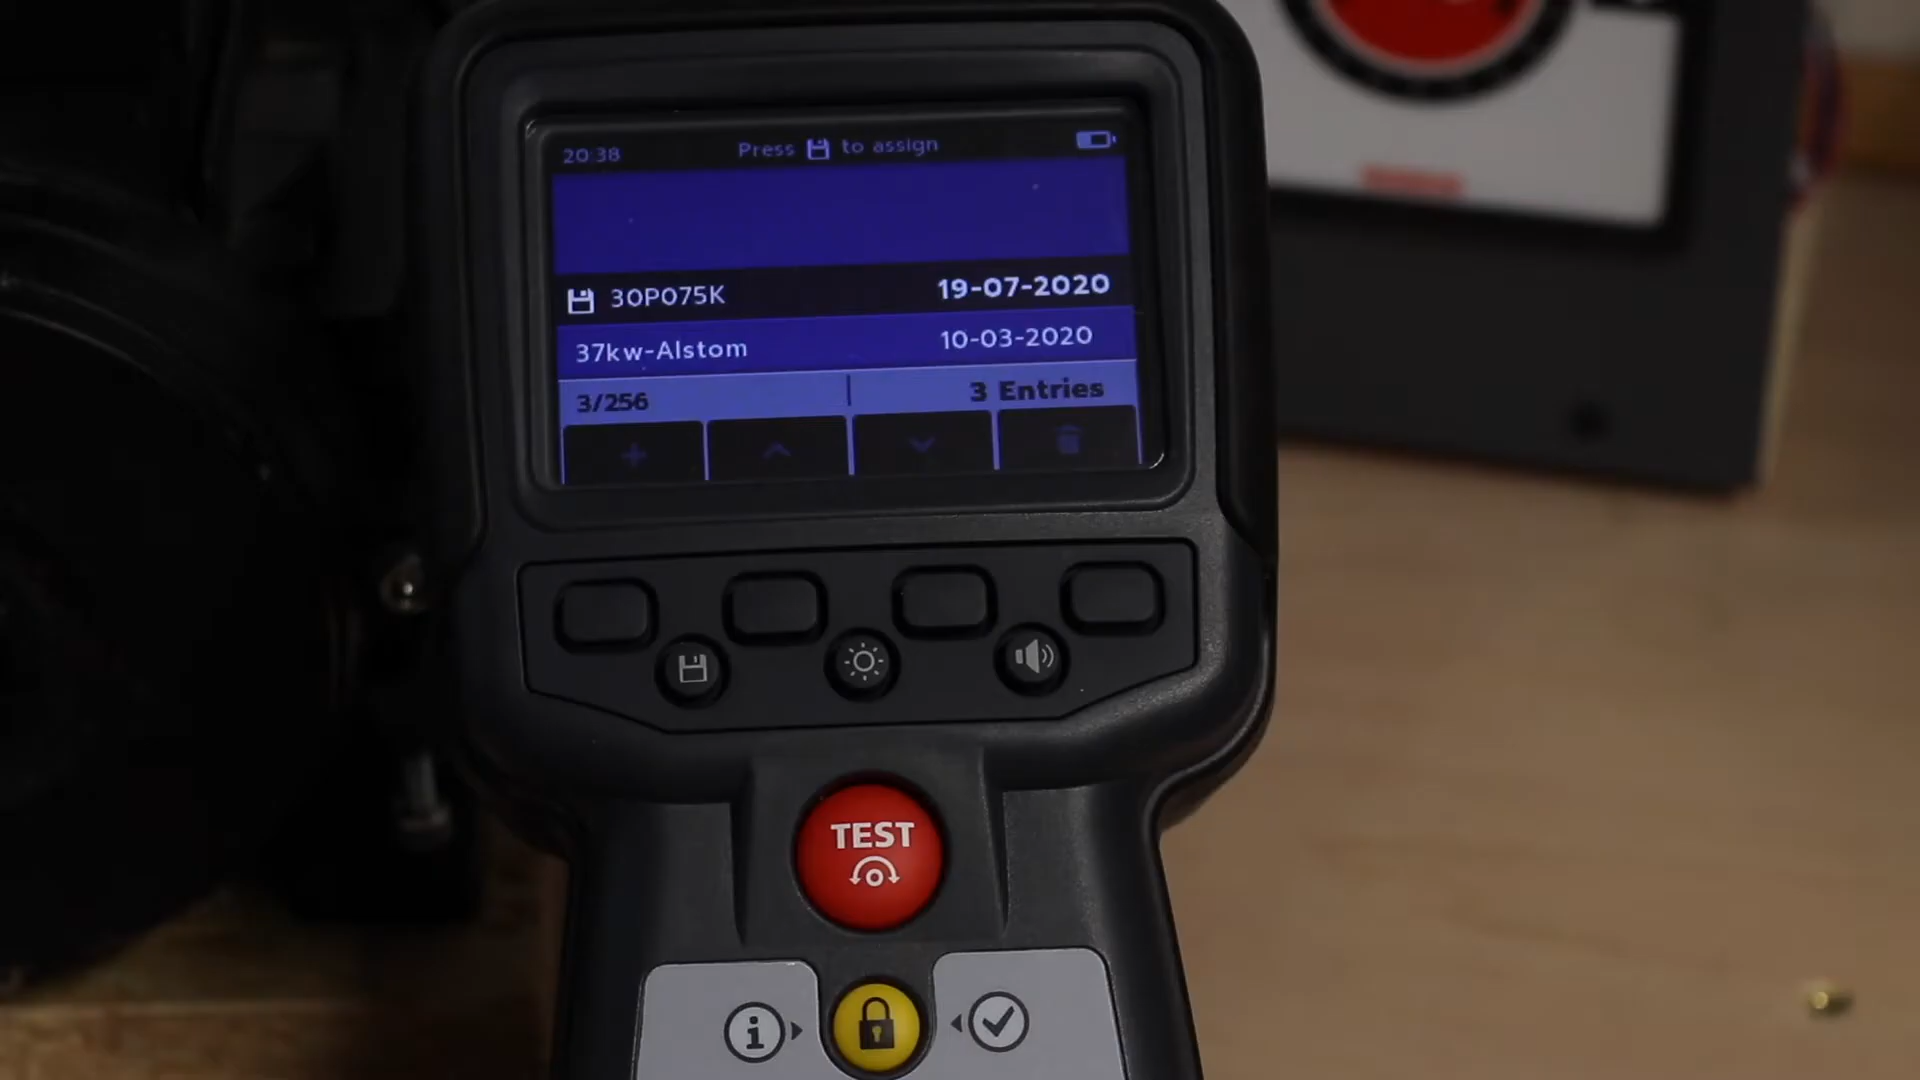 20:38 Press to assign
30P075K 19-07-2020
37kw-Alstom 10-03-2020
3/256 3 Entries
TEST